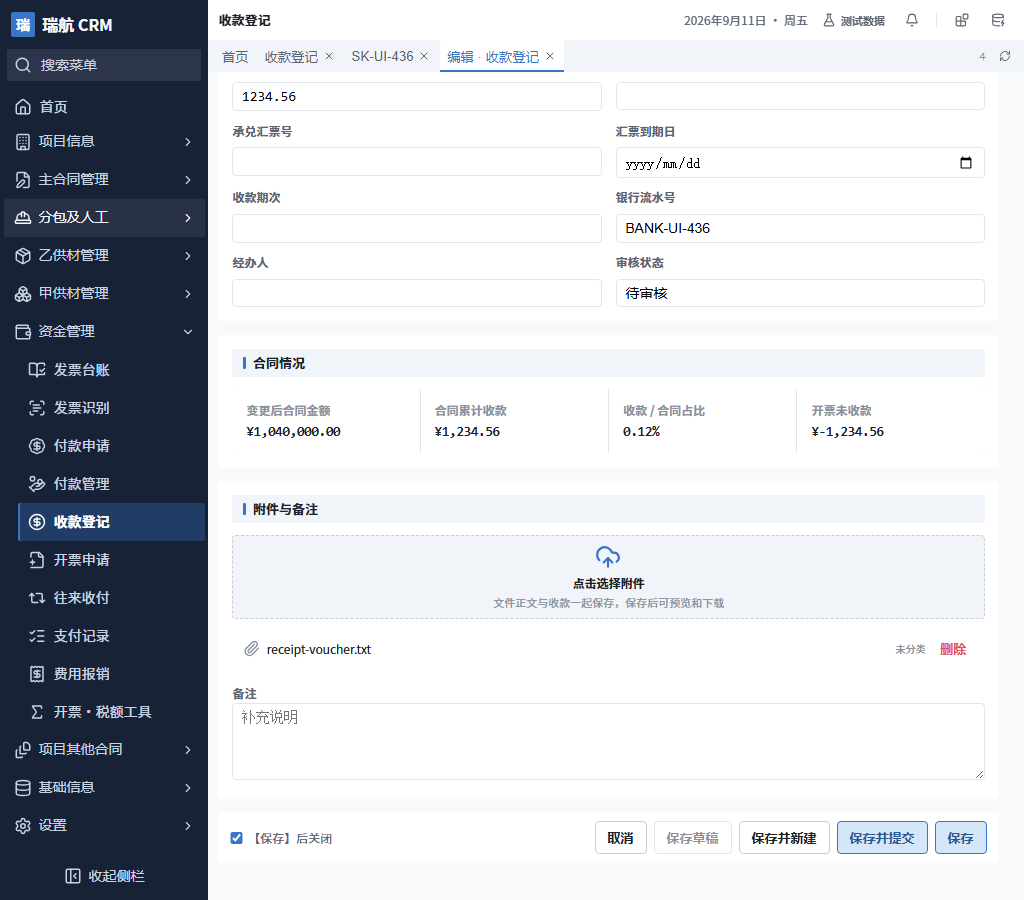 瑞 瑞航 CRM
搜索菜单
首页
项目信息
主合同管理
分包及人工
乙供材管理
甲供材管理
资金管理
发票台账
发票识别
付款申请
付款管理
收款登记
开票申请
往来收付
支付记录
费用报销
开票・税额工具
项目其他合同
基础信息
设置
收起侧栏
收款登记
2026年9月11日 · 周五 测试数据
首页 收款登记 × SK-UI-436 × 编辑 · 收款登记 × 4
1234.56
承兑汇票号 汇票到期日
yyyy/mm/dd
收款期次 银行流水号
BANK-UI-436
经办人 审核状态
待审核
合同情况
变更后合同金额 合同累计收款 收款 / 合同占比 开票未收款
¥1,040,000.00 ¥1,234.56 0.12% ¥-1,234.56
附件与备注
点击选择附件
文件正文与收款一起保存，保存后可预览和下载
receipt-voucher.txt 未分类 删除
备注
补充说明
【保存】后关闭 取消 保存草稿 保存并新建 保存并提交 保存